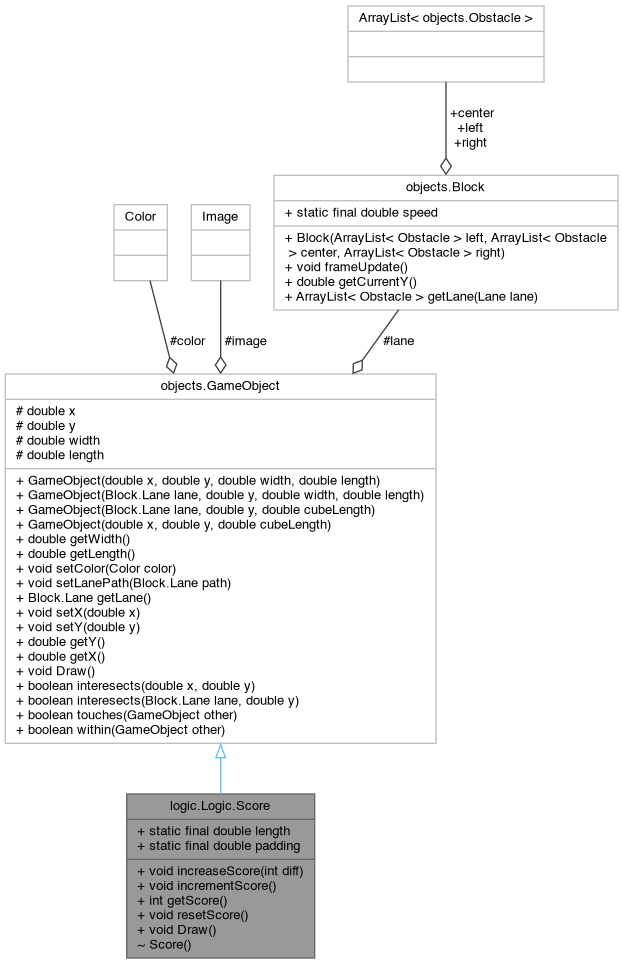 ArrayList< objects.Obstacle >
+center
+left
+right
objects.Block
+ static final double speed
+ Block(ArrayList< Obstacle > left, ArrayList< Obstacle
> center, ArrayList< Obstacle > right)
+ void frameUpdate()
+ double getCurrentY()
+ ArrayList< Obstacle > getLane(Lane lane)
Color
Image
#color
#image
#lane
objects.GameObject
# double x
# double y
# double width
# double length
+ GameObject(double x, double y, double width, double length)
+ GameObject(Block.Lane lane, double y, double width, double length)
+ GameObject(Block.Lane lane, double y, double cubeLength)
+ GameObject(double x, double y, double cubeLength)
+ double getWidth()
+ double getLength()
+ void setColor(Color color)
+ void setLanePath(Block.Lane path)
+ Block.Lane getLane()
+ void setX(double x)
+ void setY(double y)
+ double getY()
+ double getX()
+ void Draw()
+ boolean interesects(double x, double y)
+ boolean interesects(Block.Lane lane, double y)
+ boolean touches(GameObject other)
+ boolean within(GameObject other)
logic.Logic.Score
+ static final double length
+ static final double padding
+ void increaseScore(int diff)
+ void incrementScore()
+ int getScore()
+ void resetScore()
+ void Draw()
~ Score()